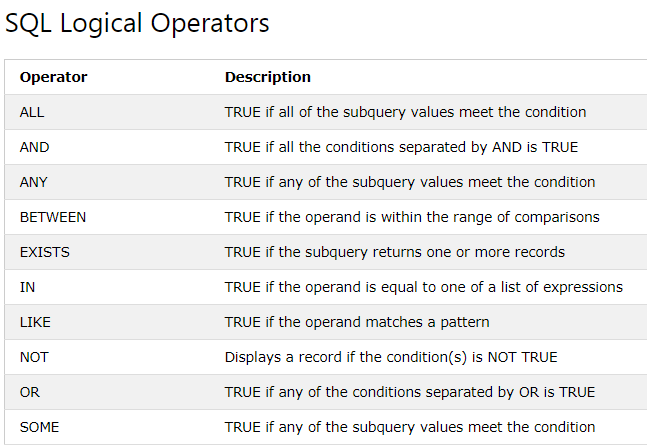 SQL Logical Operators
Operator Description
ALL TRUE if all of the subquery values meet the condition
AND TRUE if all the conditions separated by AND is TRUE
ANY TRUE if any of the subquery values meet the condition
BETWEEN TRUE if the operand is within the range of comparisons
EXISTS TRUE if the subquery returns one or more records
IN TRUE if the operand is equal to one of a list of expressions
LIKE TRUE if the operand matches a pattern
NOT Displays a record if the condition(s) is NOT TRUE
OR TRUE if any of the conditions separated by OR is TRUE
SOME TRUE if any of the subquery values meet the condition